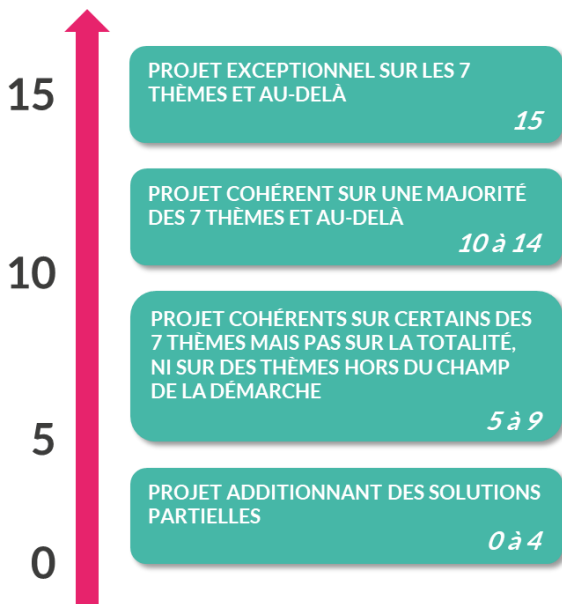 15
PROJET EXCEPTIONNEL SUR LES 7
THÈMES ET AU-DELÀ
15
PROJET COHÉRENT SUR UNE MAJORITÉ
DES 7 THÈMES ET AU-DELÀ
10 à 14
10
PROJET COHÉRENTS SUR CERTAINS DES
7 THÈMES MAIS PAS SUR LA TOTALITÉ,
NI SUR DES THÈMES HORS DU CHAMP
DE LA DÉMARCHE
5 à 9
5
PROJET ADDITIONNANT DES SOLUTIONS
PARTIELLES
0 à 4
0